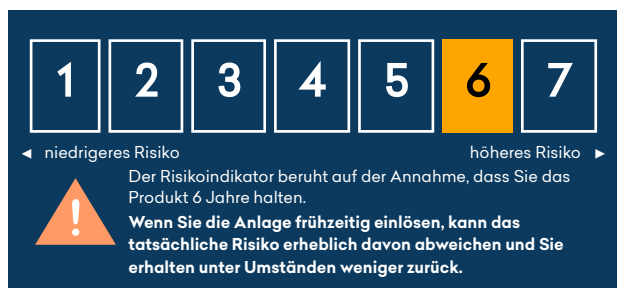 1 2 3 4 5 6 7
◄ niedrigeres Risiko höheres Risiko ►
Der Risikoindikator beruht auf der Annahme, dass Sie das
Produkt 6 Jahre halten.
!
Wenn Sie die Anlage frühzeitig einlösen, kann das
tatsächliche Risiko erheblich davon abweichen und Sie
erhalten unter Umständen weniger zurück.